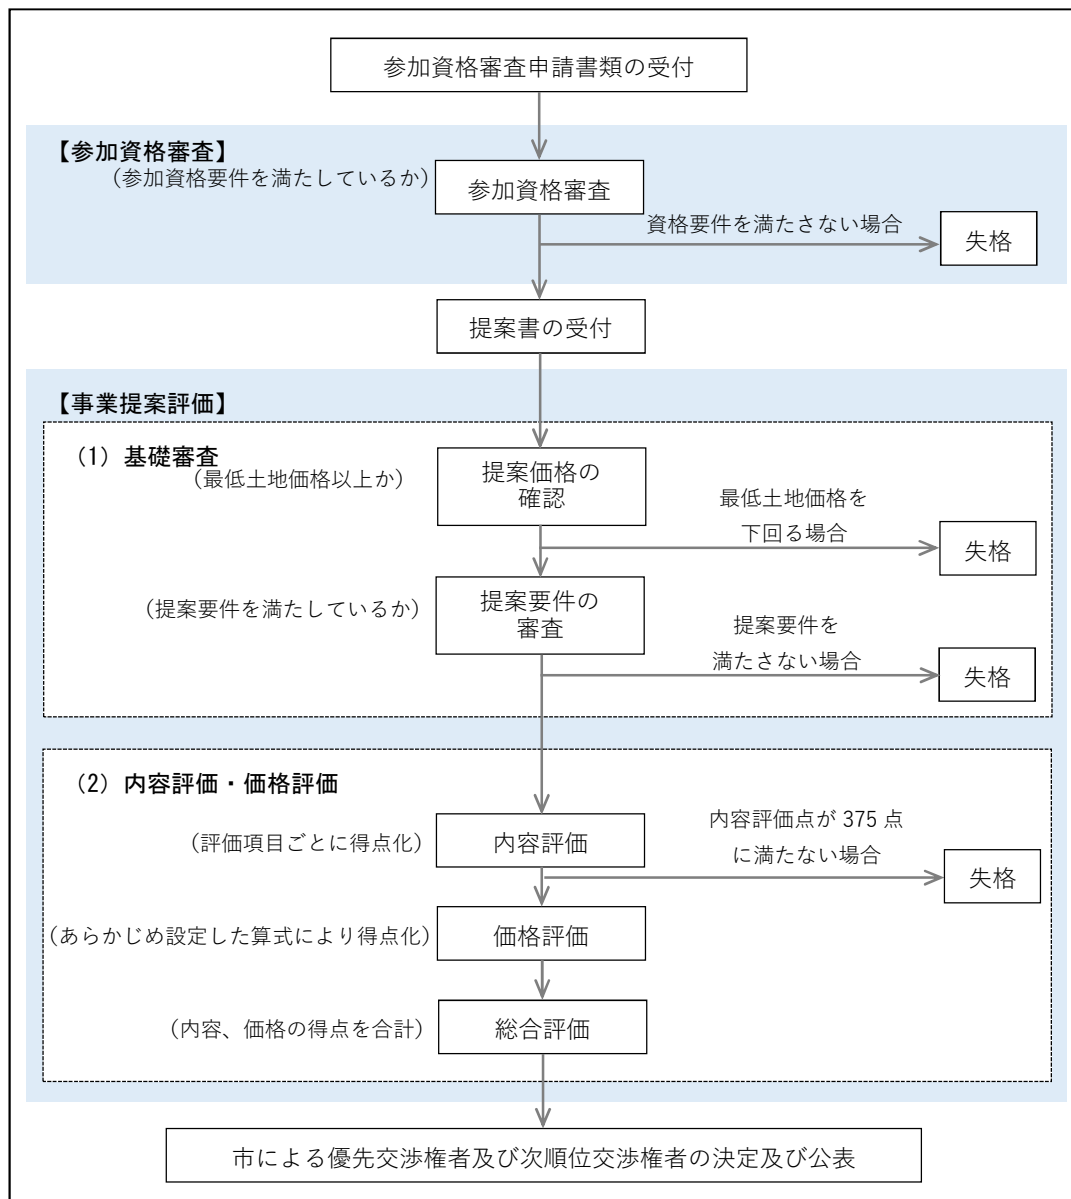 参加資格審査申請書類の受付
【参加資格審査】
（参加資格要件を満たしているか）
参加資格審査
資格要件を満たさない場合
失格
提案書の受付
【事業提案評価】
（1）基礎審査
（最低土地価格以上か）
提案価格の
確認
最低土地価格を
下回る場合
失格
（提案要件を満たしているか）
提案要件の
審査
提案要件を
満たさない場合
失格
（2）内容評価・価格評価
（評価項目ごとに得点化）
内容評価
内容評価点が 375 点
に満たない場合
失格
（あらかじめ設定した算式により得点化）
価格評価
（内容、価格の得点を合計）
総合評価
市による優先交渉権者及び次順位交渉権者の決定及び公表